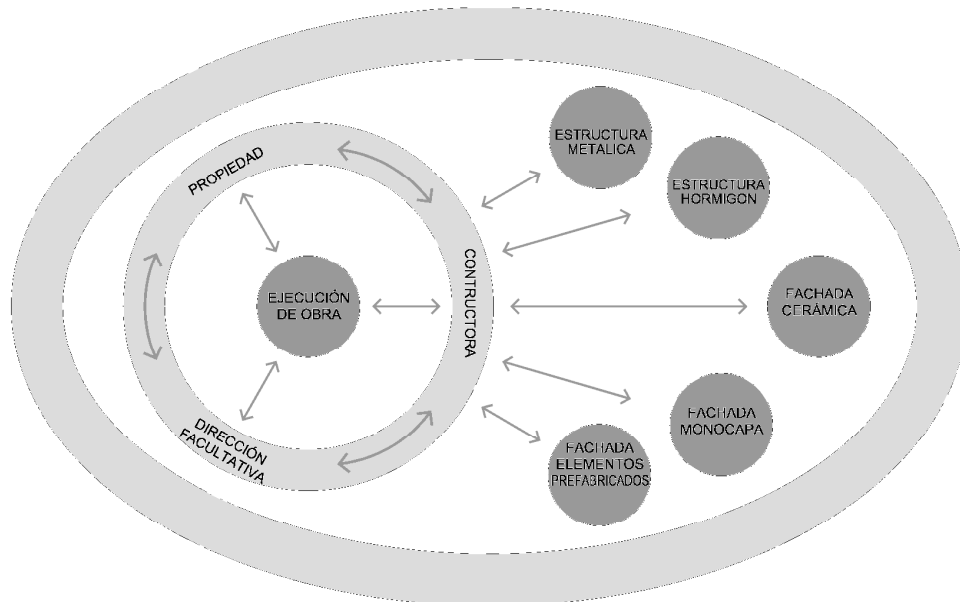 PROPIEDAD
EJECUCIÓN
DE OBRA
DIRECCIÓN
FACULTATIVA
CONTRUCTORA
ESTRUCTURA
METALICA
ESTRUCTURA
HORMIGON
FACHADA
CERÁMICA
FACHADA
MONOCAPA
FACHADA
ELEMENTOS
PREFABRICADOS